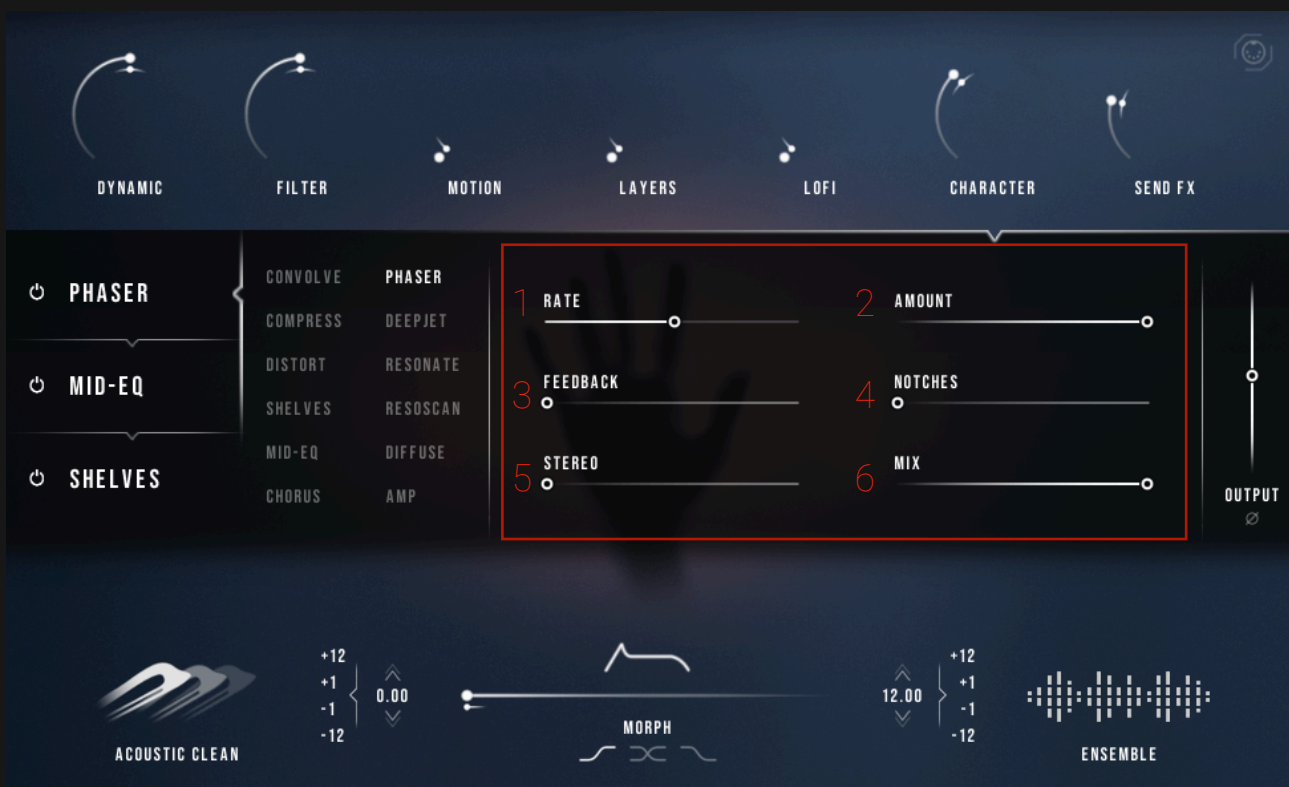 DYNAMIC FILTER MOTION LAYERS LOFI CHARACTER SEND FX
PHASER
MID-EQ
SHELVES
CONVOLVE PHASER
COMPRESS DEEPJET
DISTORT RESONATE
SHELVES RESOSCAN
MID-EQ DIFFUSE
CHORUS AMP
1 RATE 2 AMOUNT
3 FEEDBACK 4 NOTCHES
5 STEREO 6 MIX
OUTPUT
Ø
+12
+1
-1
-12
0.00
ACOUSTIC CLEAN
MORPH
12.00
+12
+1
-1
-12
ENSEMBLE